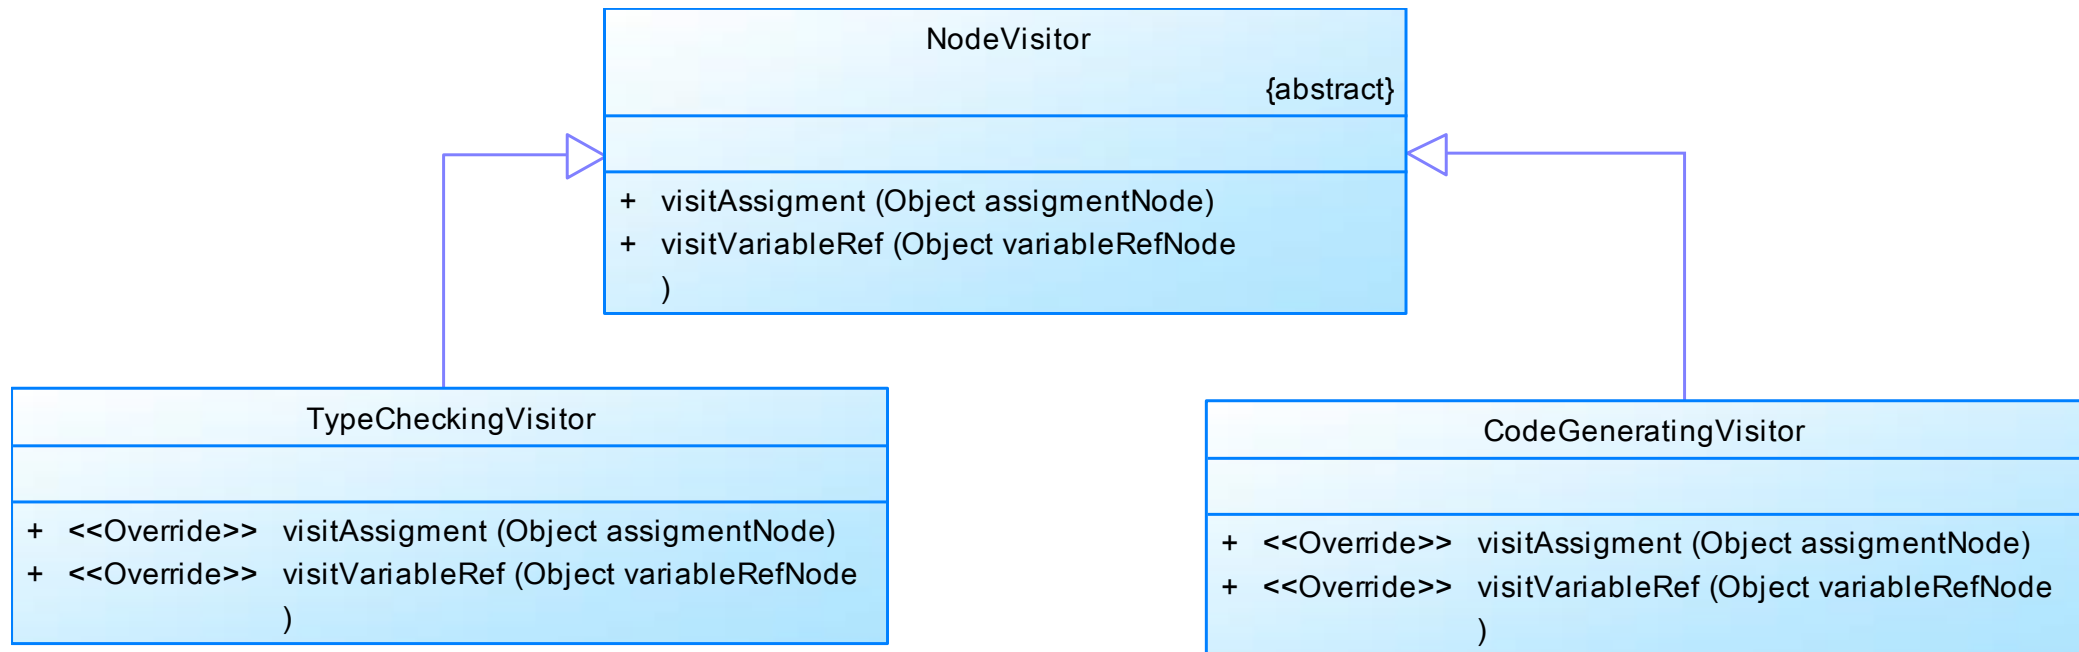 NodeVisitor
{abstract}
+ visitAssigment (Object assigmentNode)
+ visitVariableRef (Object variableRefNode
)
TypeCheckingVisitor
+ <<Override>> visitAssigment (Object assigmentNode)
+ <<Override>> visitVariableRef (Object variableRefNode
)
CodeGeneratingVisitor
+ <<Override>> visitAssigment (Object assigmentNode)
+ <<Override>> visitVariableRef (Object variableRefNode
)